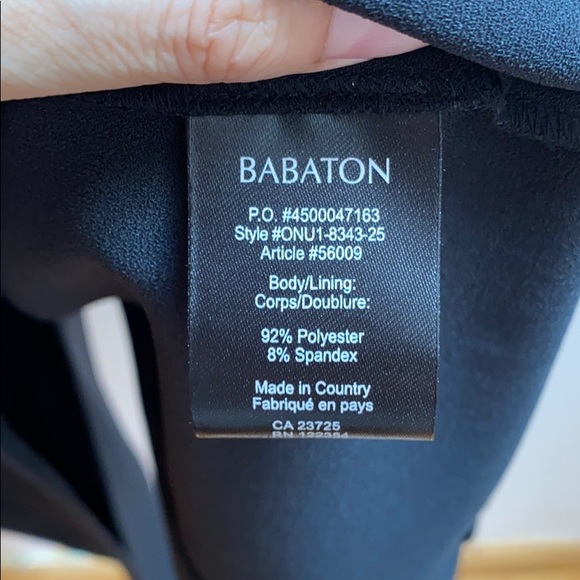 BABATON
P.O. #4500047163
Style #ONU1-8343-25
Article #56009
Body/Lining:
Corps/Doublure:
92% Polyester
8% Spandex
Made in Country
Fabriqué en pays
CA 23725